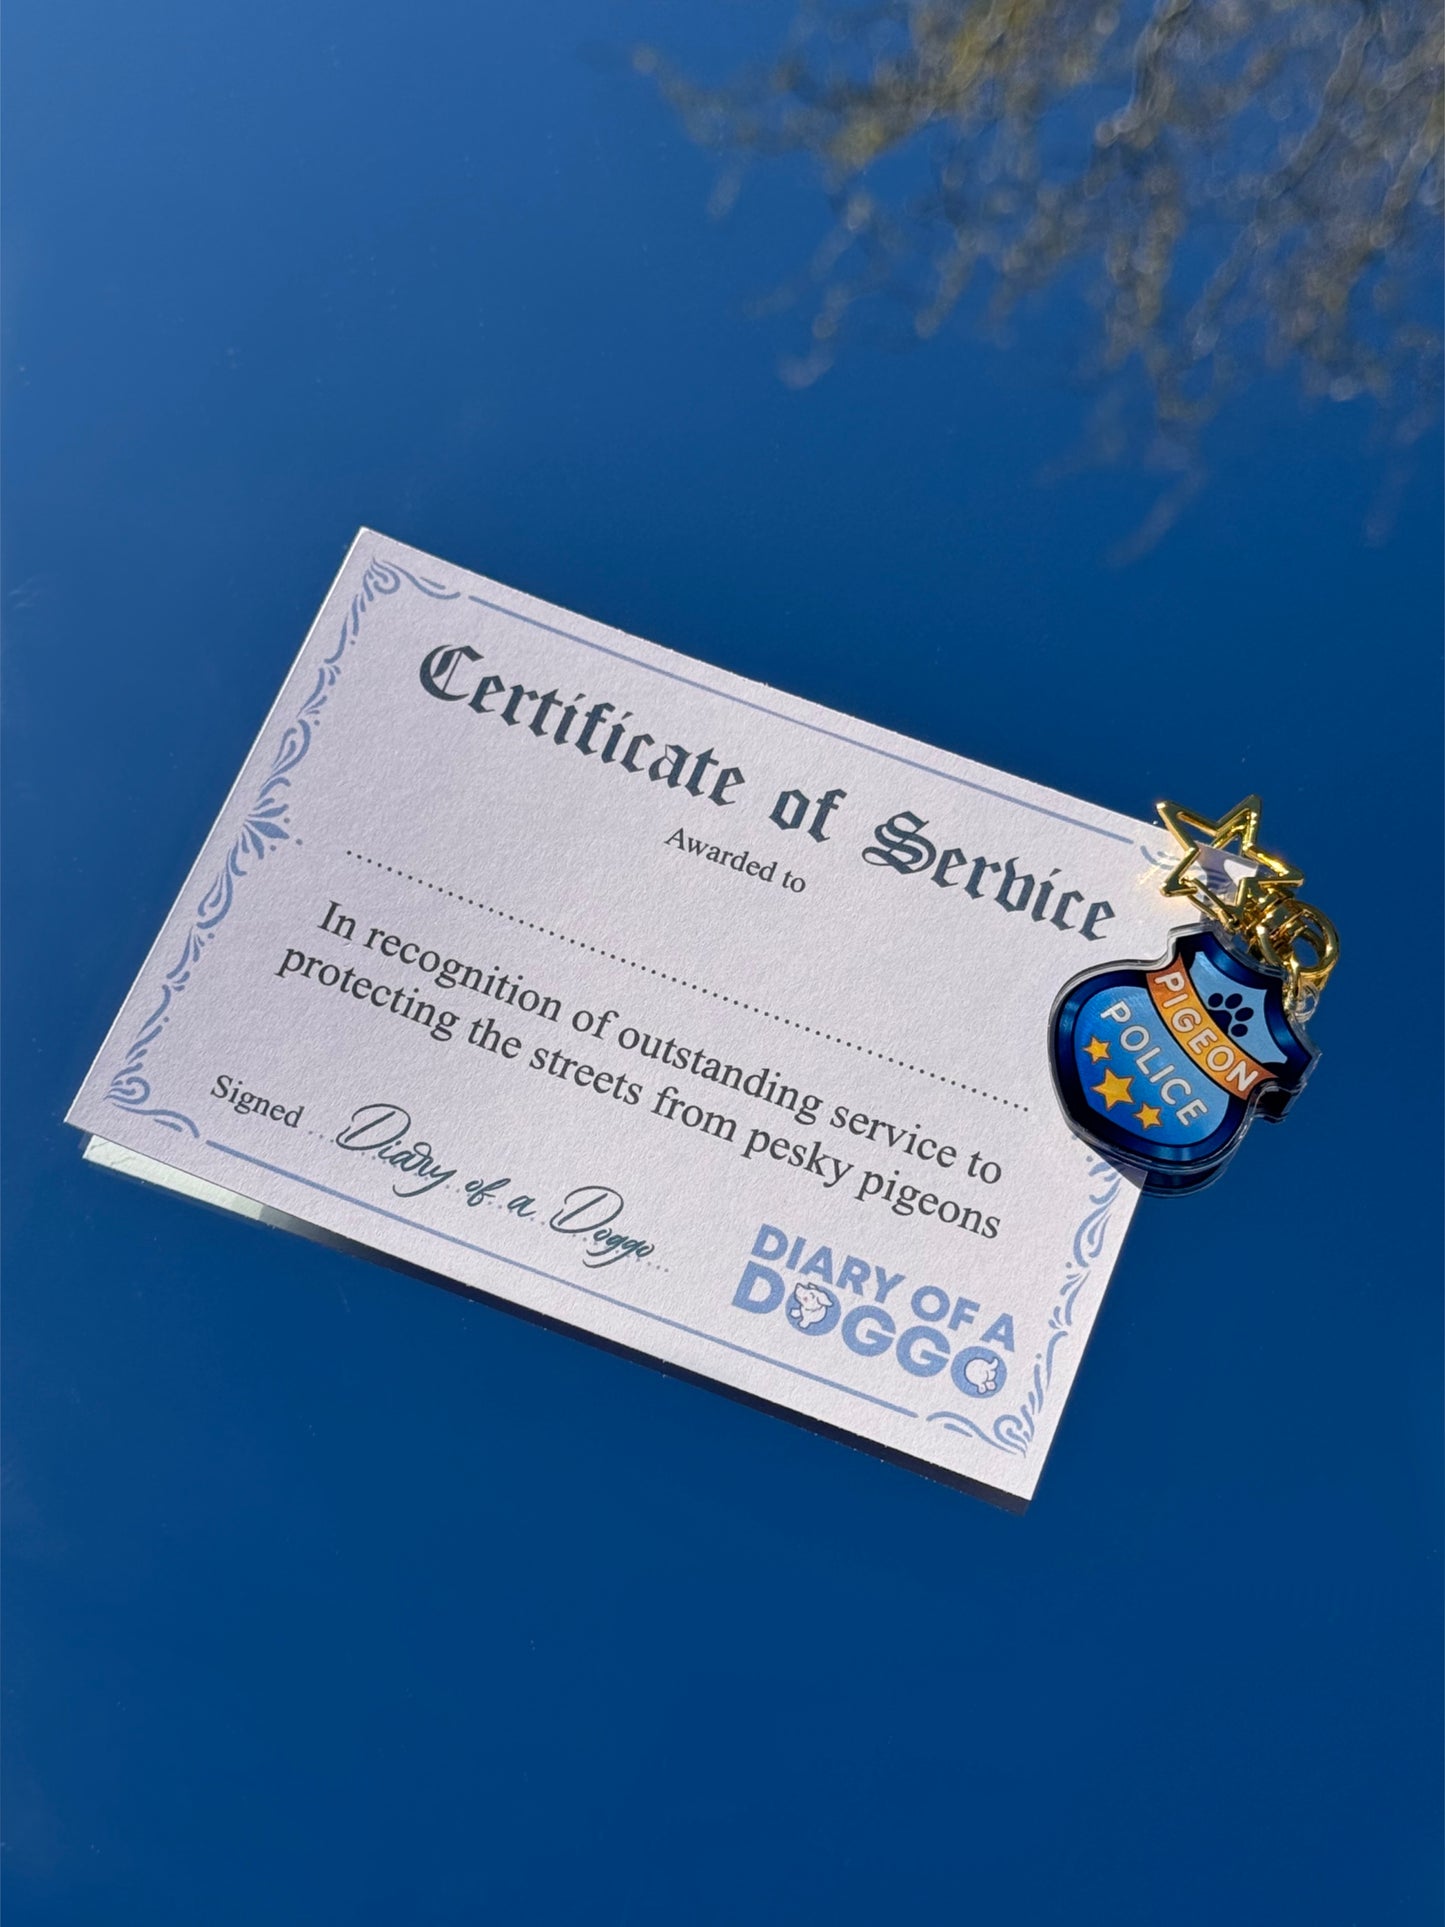 Certificate of Service
Awarded to
In recognition of outstanding service to
protecting the streets from pesky pigeons
Signed Diary of a Doggo
DIARY OF A
DOGGO
PIGEON
POLICE